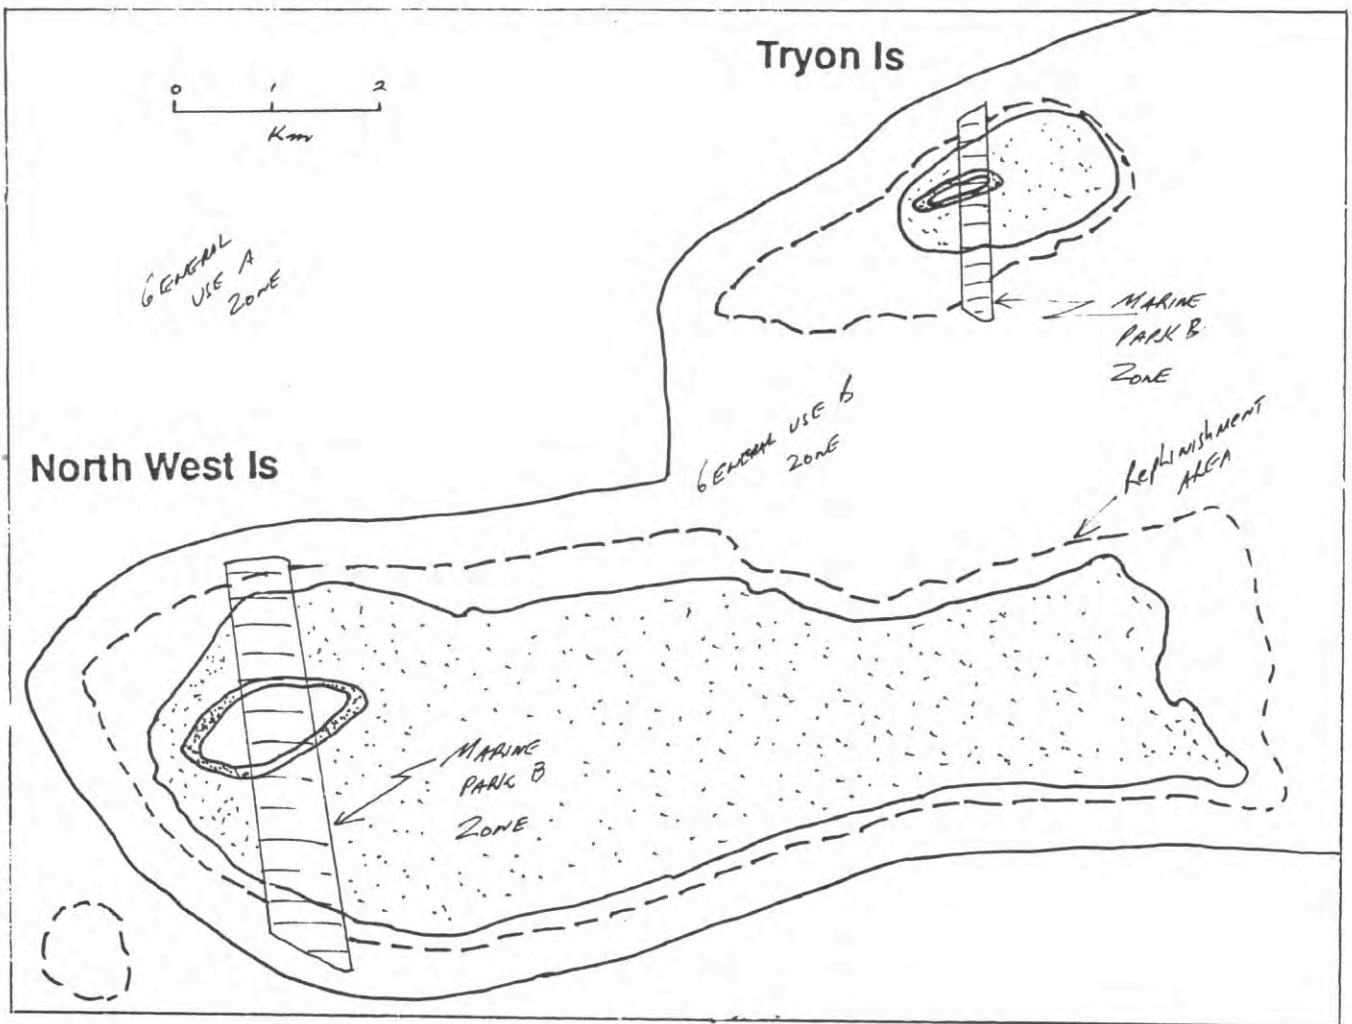 Tryon Is
0 1 2
Km
GENERAL
USE A
ZONE
MARINE
PARK B
ZONE
GENERAL USE b
ZONE
North West Is
RePLINIShMENT
AREA
MARINE
PARK B
ZONE